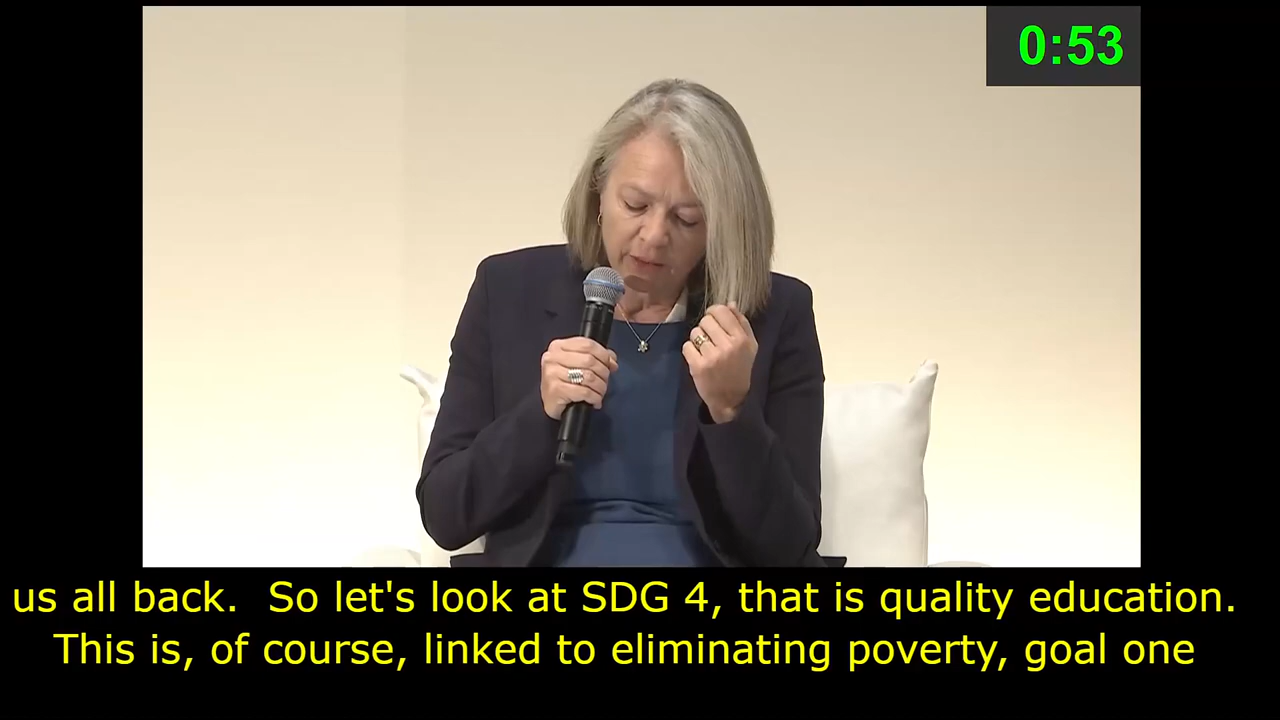 0:53
us all back.  So let's look at SDG 4, that is quality education.
This is, of course, linked to eliminating poverty, goal one